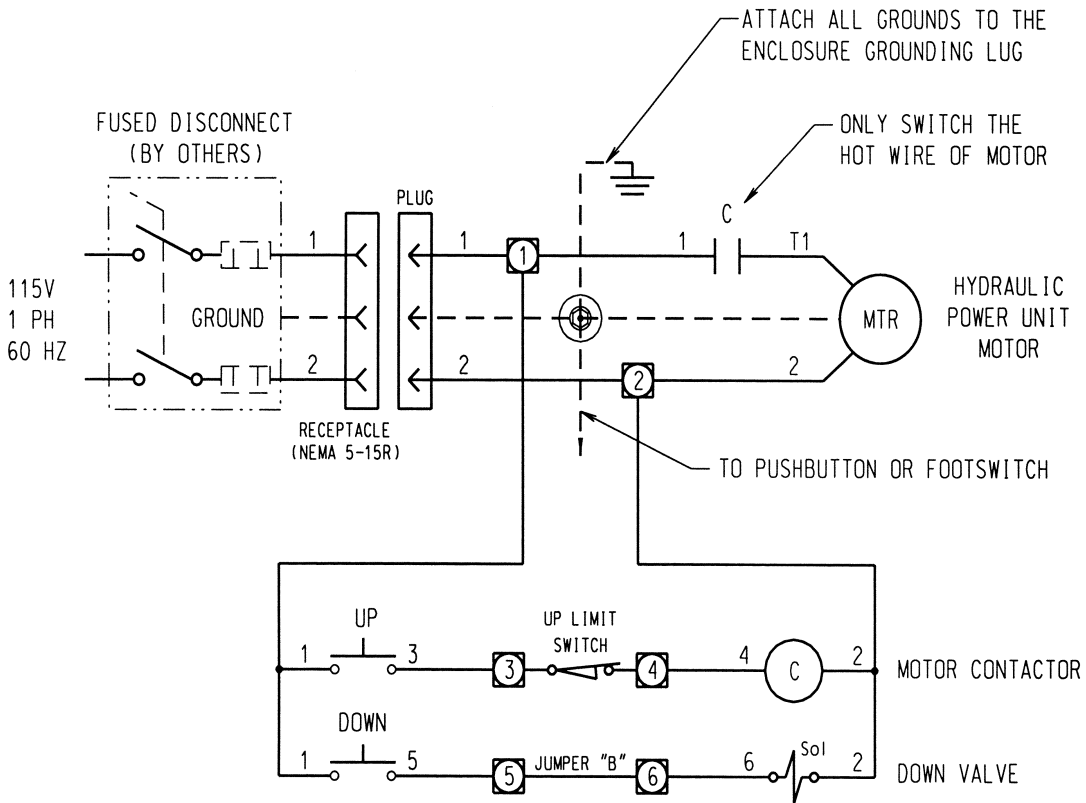 ATTACH ALL GROUNDS TO THE
ENCLOSURE GROUNDING LUG
FUSED DISCONNECT
(BY OTHERS)
ONLY SWITCH THE
HOT WIRE OF MOTOR
PLUG
C
1
1
1
1
T1
115V
1 PH
60 HZ
GROUND
MTR
HYDRAULIC
POWER UNIT
MOTOR
2
2
2
2
RECEPTACLE
(NEMA 5-15R)
TO PUSHBUTTON OR FOOTSWITCH
UP
UP LIMIT
SWITCH
1
3
3
4
4
C
2
MOTOR CONTACTOR
DOWN
1
5
5
JUMPER "B"
6
6
Sol
2
DOWN VALVE